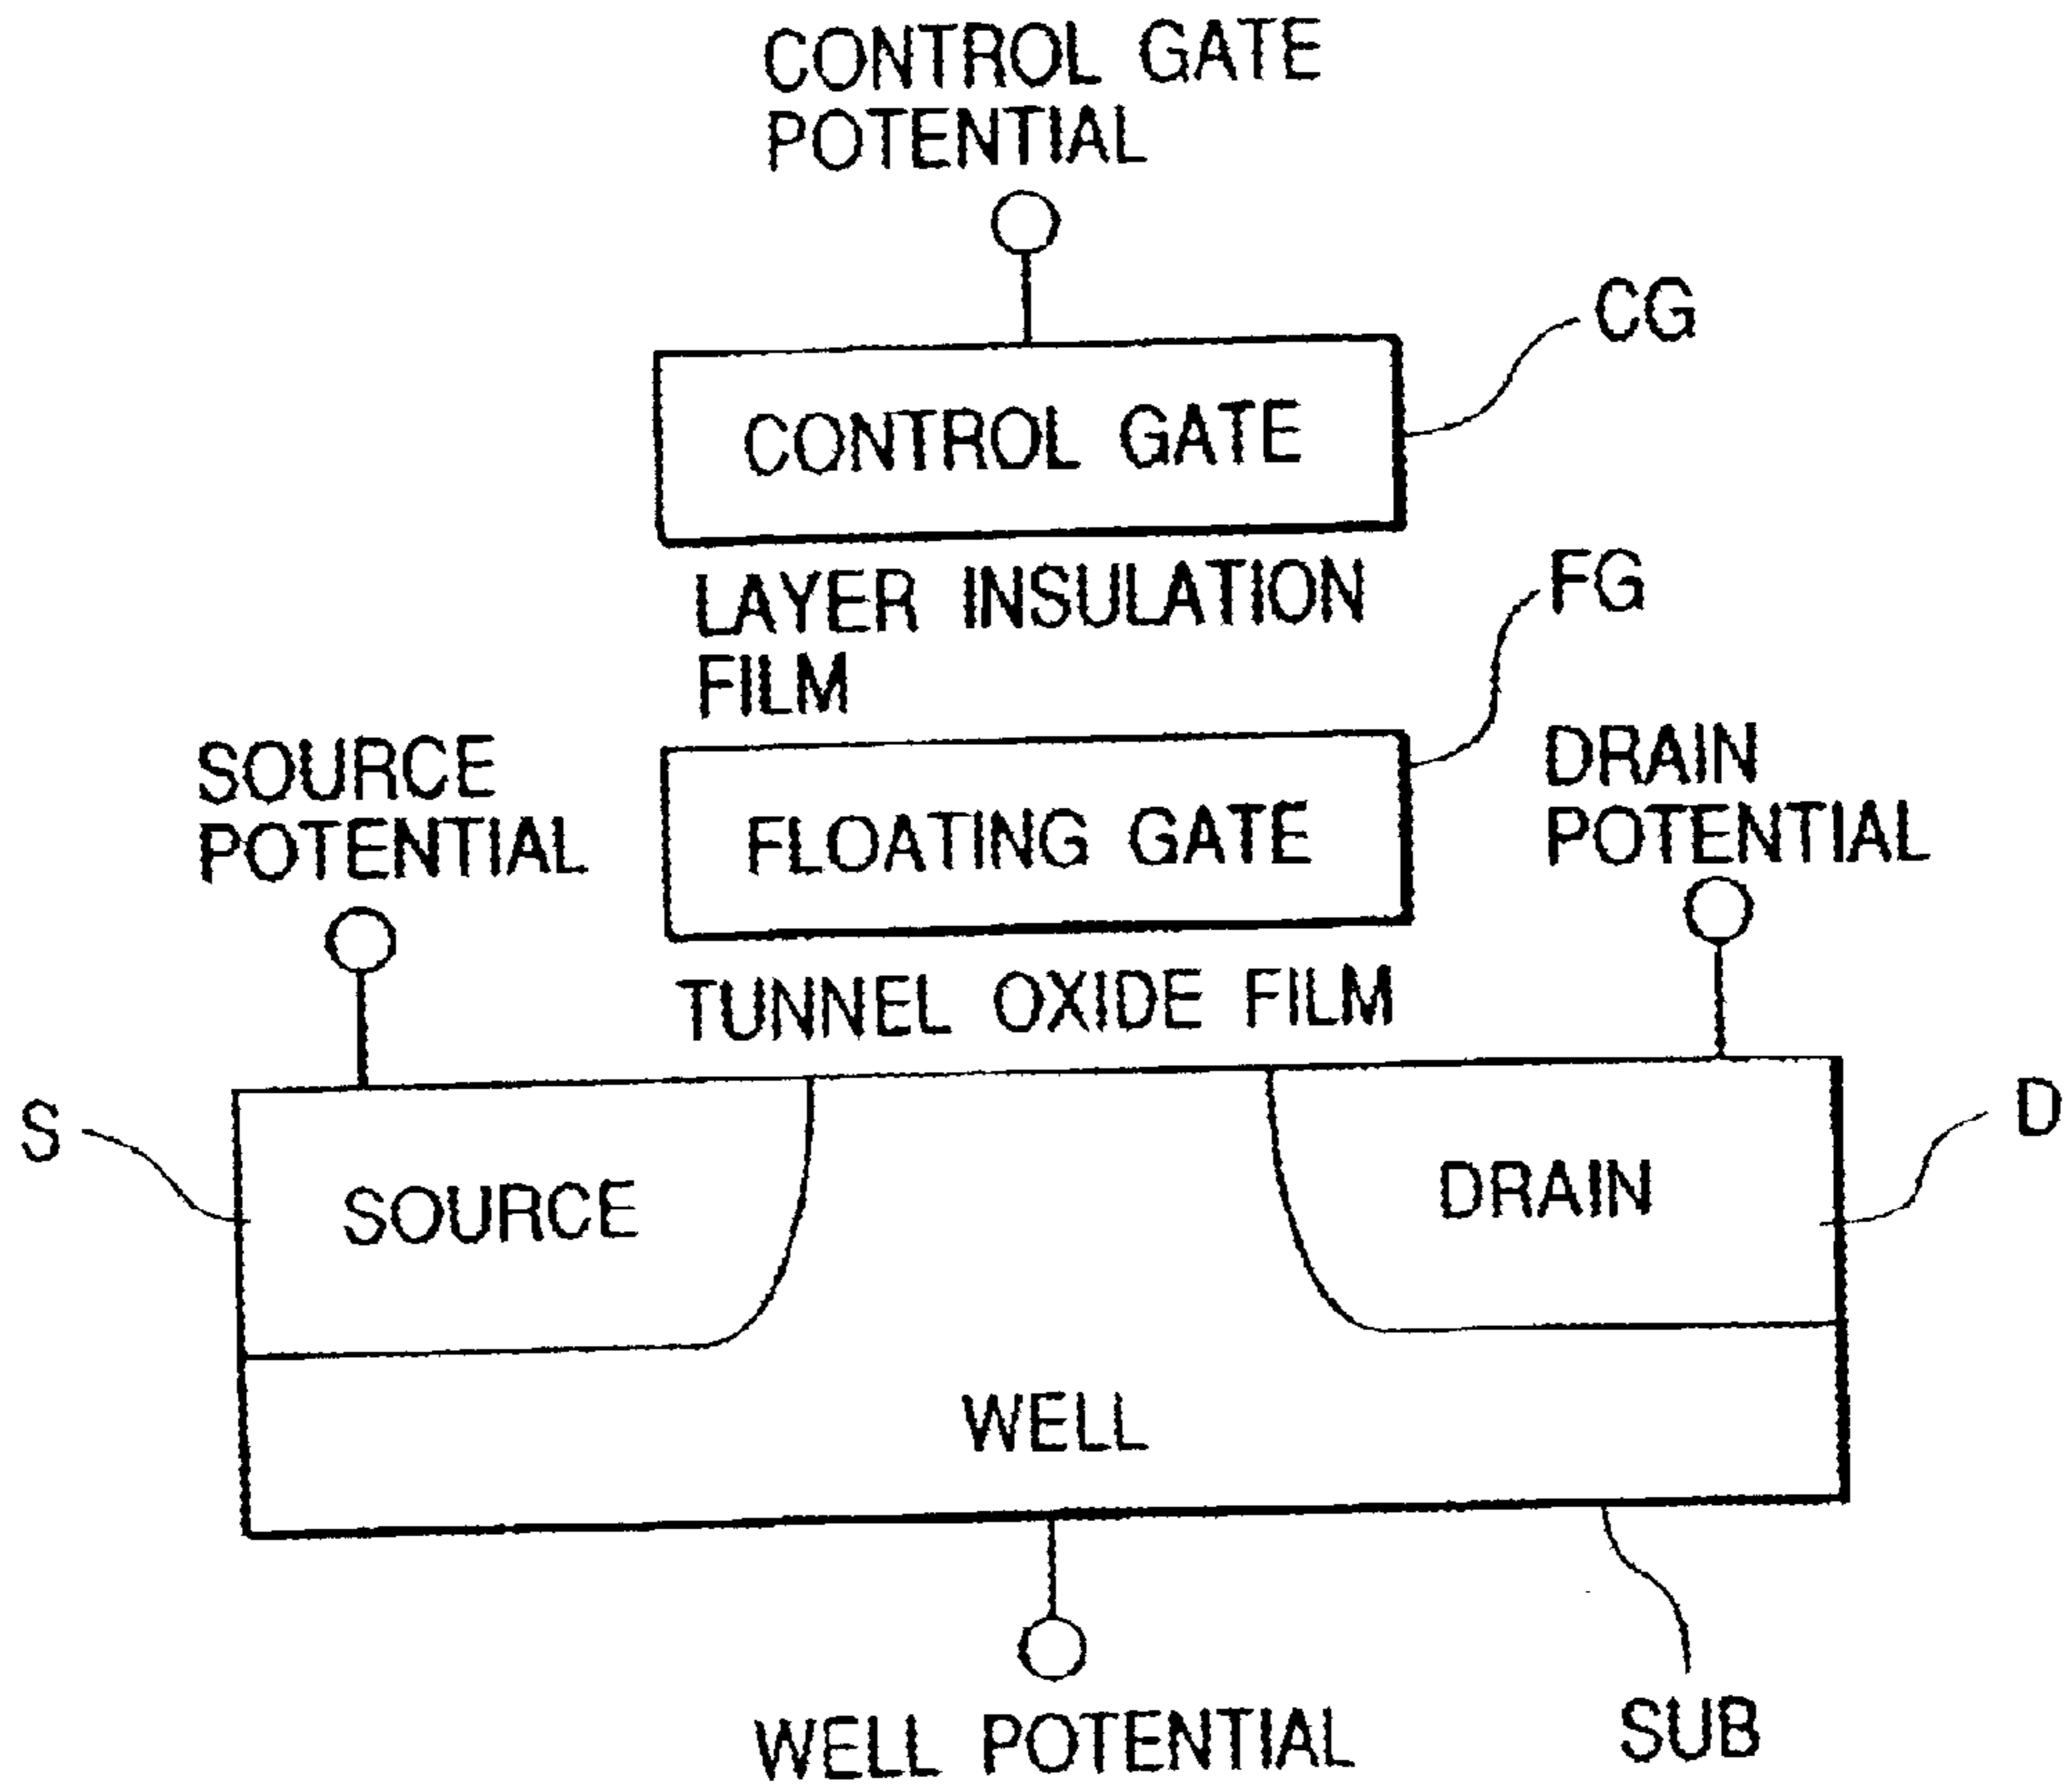 CONTROL GATE
POTENTIAL
CG
CONTROL GATE
LAYER INSULATION
FILM
FG
SOURCE
POTENTIAL
FLOATING GATE
DRAIN
POTENTIAL
TUNNEL OXIDE FILM
S
SOURCE
DRAIN
D
WELL
WELL POTENTIAL
SUB